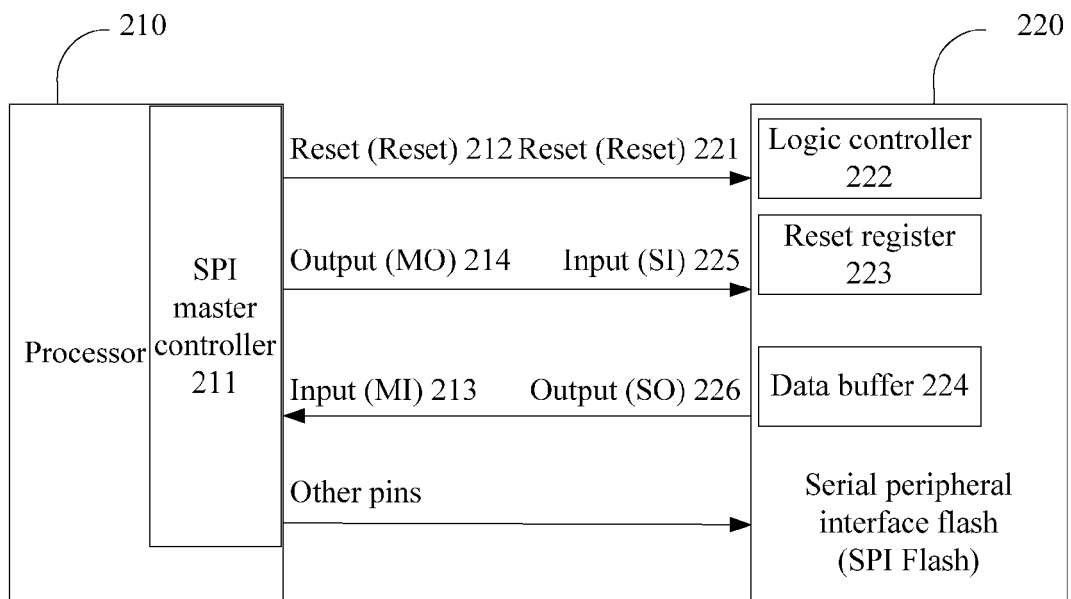 210
220
Reset (Reset) 212
Reset (Reset) 221
Logic controller
222
Output (MO) 214
Input (SI) 225
Reset register
223
SPI
master
controller
211
Processor
Input (MI) 213
Output (SO) 226
Data buffer 224
Other pins
Serial peripheral
interface flash
(SPI Flash)